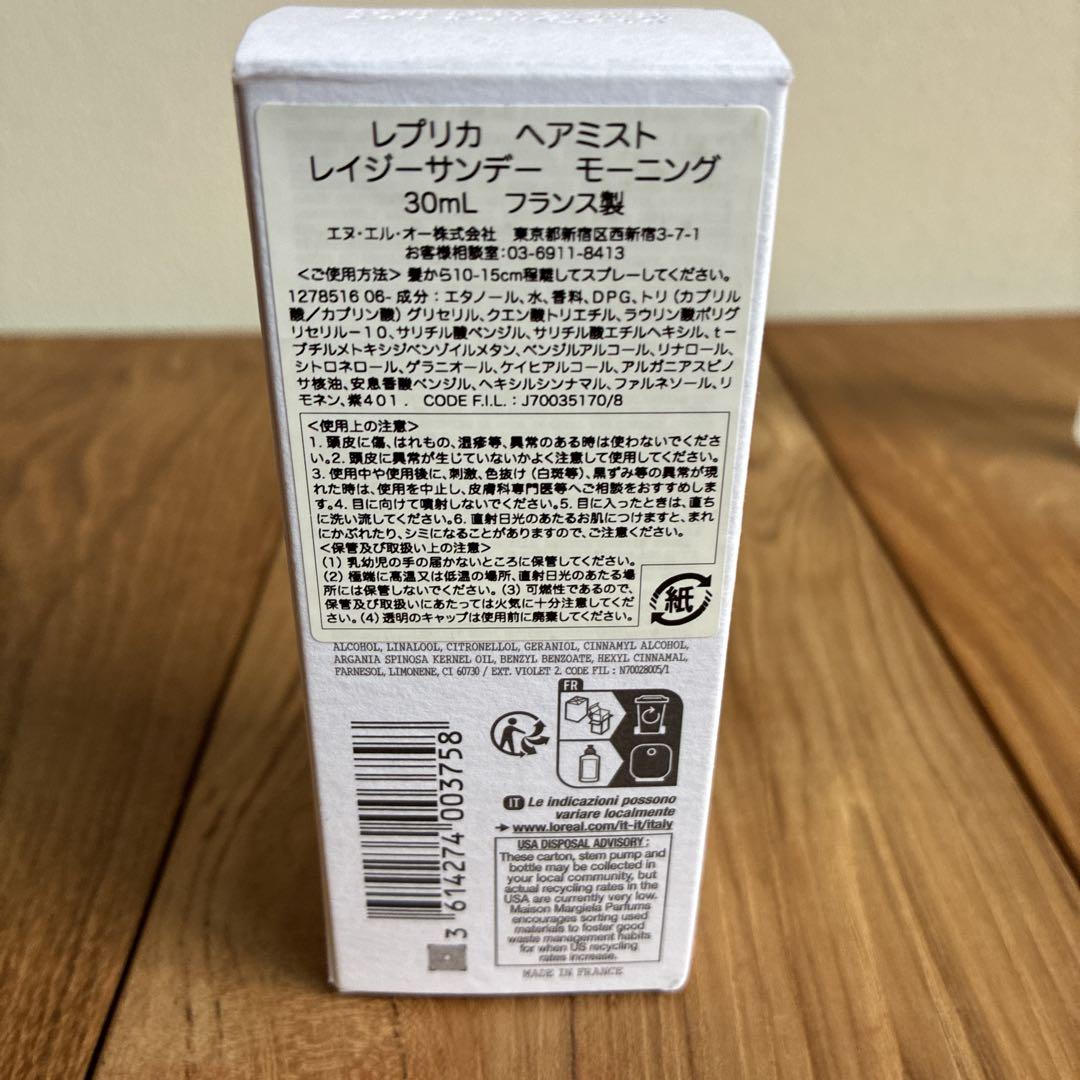 レプリカ ヘアミスト
レイジーサンデー モーニング
30mL フランス製
エヌ・エル・オー株式会社 東京都新宿区西新宿3-7-1
お客様相談室:03-6911-8413
<ご使用方法>髪から10-15cm程離してスプレーしてください。
1278516 06- 成分:エタノール、水、香料、DPG、トリ(カプリル
酸/カプリン酸)グリセリル、クエン酸トリエチル、ラウリン酸ポリグ
リセリル-10、サリチル酸ベンジル、サリチル酸エチルヘキシル、t-
ブチルメトキシジベンゾイルメタン、ベンジルアルコール、リナロール、
シトロネロール、ゲラニオール、ケイヒアルコール、アルガニアスピノ
サ核油、安息香酸ベンジル、ヘキシルシンナマル、ファルネソール、リ
モネン、紫401. CODE F.I.L.:J70035170/8
<使用上の注意>
1. 頭皮に傷、はれもの、湿疹等、異常のある時は使わないでくださ
い。2. 頭皮に異常が生じていないかよく注意して使用してください。
3. 使用中や使用後に、刺激、色抜け(白斑等)、黒ずみ等の異常が現
れた時は、使用を中止し、皮膚科専門医等へご相談をおすすめしま
す。4. 目に向けて噴射しないでください。5. 目に入ったときは、直ち
に洗い流してください。6. 直射日光のあたるお肌につけますと、まれ
にかぶれたり、シミになることがありますので、ご注意ください。
<保管及び取扱い上の注意>
(1) 乳幼児の手の届かないところに保管してください。
(2) 極端に高温又は低温の場所、直射日光のあたる場
所には保管しないでください。(3) 可燃性であるので、
保管及び取扱いにあたっては火気に十分注意してくだ
さい。(4) 透明のキャップは使用前に廃棄してください。
紙
ALCOHOL, LINALOOL, CITRONELLOL, GERANIOL, CINNAMYL ALCOHOL,
ARGANIA SPINOSA KERNEL OIL, BENZYL BENZOATE, HEXYL CINNAMAL,
FARNESOL, LIMONENE, CI 60730 / EXT. VIOLET 2. CODE FIL : N70028005/1
FR
3 614274 003758
IT Le indicazioni possono
variare localmente
→ www.loreal.com/it-it/italy
USA DISPOSAL ADVISORY :
These carton, stem pump and
bottle may be collected in
your local community, but
actual recycling rates in the
USA are currently very low.
Maison Margiela Parfums
encourages sorting used
materials to foster good
waste management habits
for when US recycling
rates increase.
MADE IN FRANCE